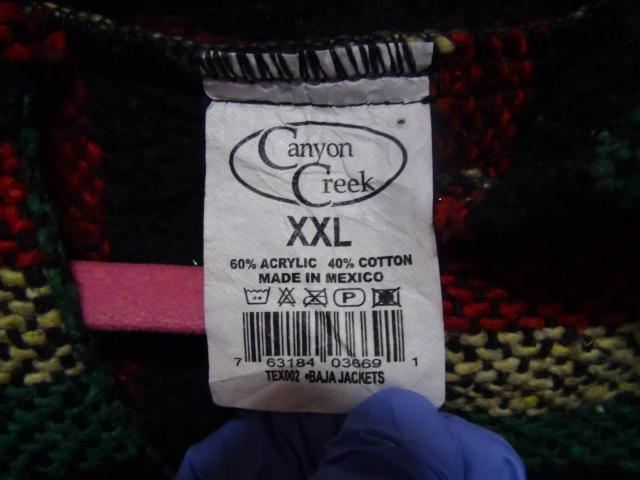 Canyon
Creek
XXL
60% ACRYLIC 40% COTTON
MADE IN MEXICO
P
7 63184 03669 1
TEX002 •BAJA JACKETS